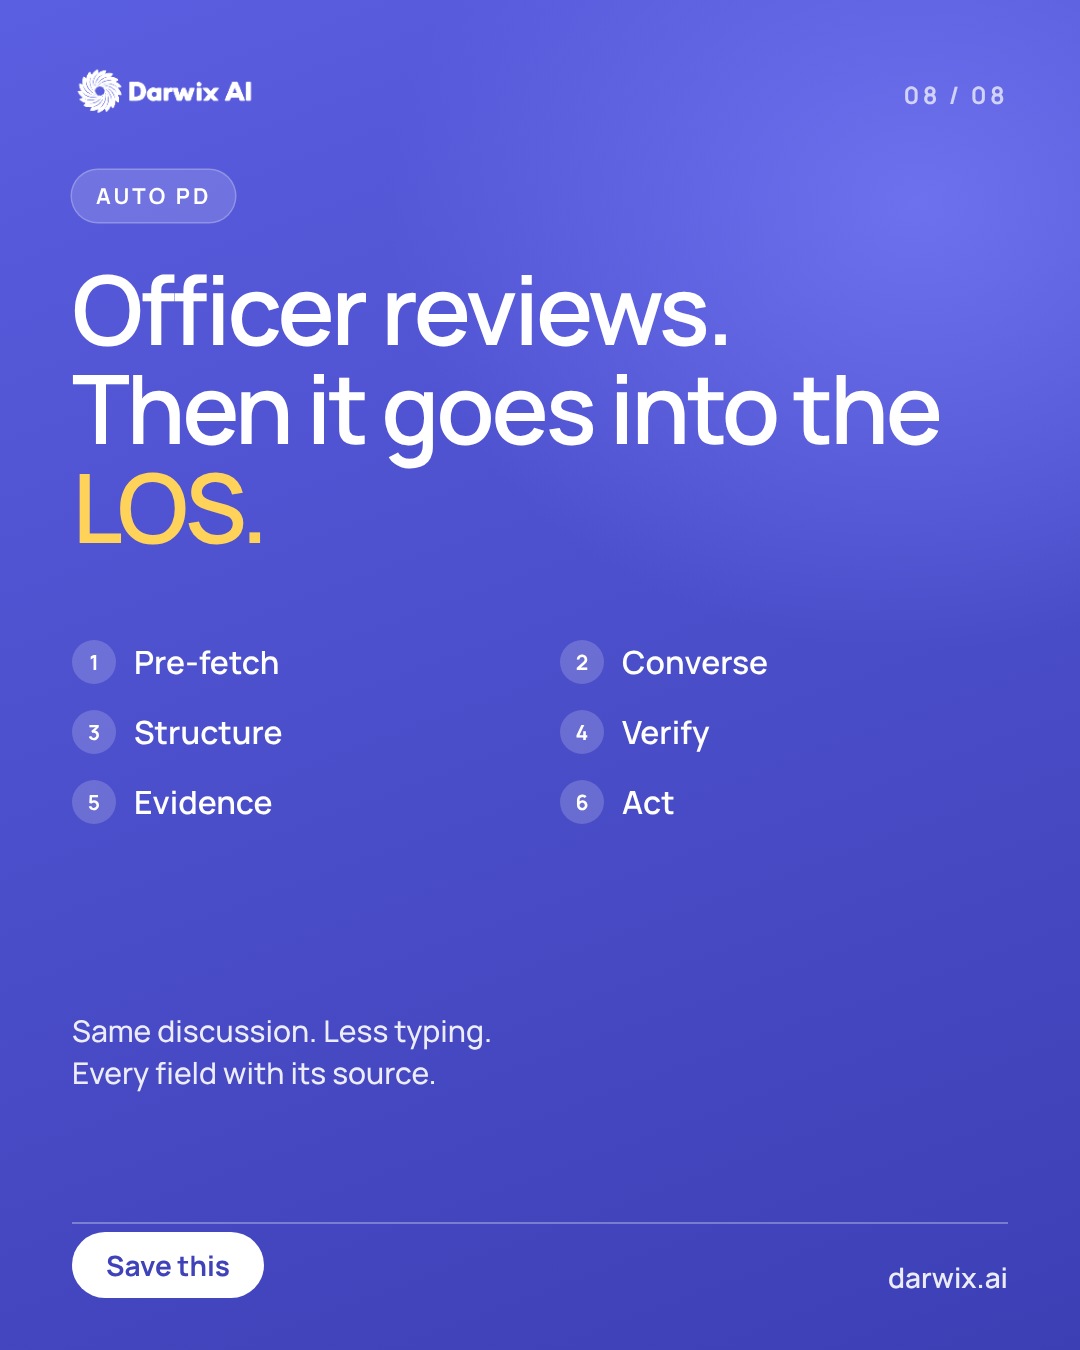 Darwix AI
08 / 08
AUTO PD
Officer reviews.
Then it goes into the
LOS.
1 Pre-fetch
2 Converse
3 Structure
4 Verify
5 Evidence
6 Act
Same discussion. Less typing.
Every field with its source.
Save this
darwix.ai